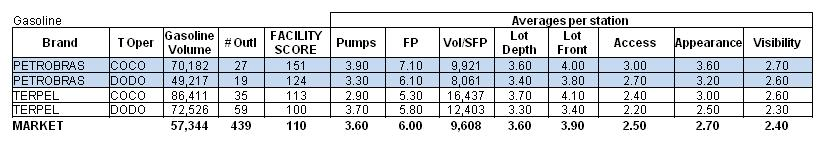 Gasoline Averages per station
Brand T Oper Gasoline Volume # Outl FACILITY SCORE Pumps FP Vol/SFP Lot Depth Lot Front Access Appearance Visibility
PETROBRAS COCO 70,182 27 151 3.90 7.10 9,921 3.60 4.00 3.00 3.60 2.70
PETROBRAS DODO 49,217 19 124 3.30 6.10 8,061 3.40 3.80 2.70 3.20 2.60
TERPEL COCO 86,411 35 113 2.90 5.30 16,437 3.70 4.10 2.40 3.00 2.60
TERPEL DODO 72,526 59 100 3.70 5.80 12,403 3.30 3.40 2.20 2.50 2.30
MARKET 57,344 439 110 3.60 6.00 9,608 3.60 3.90 2.50 2.70 2.40